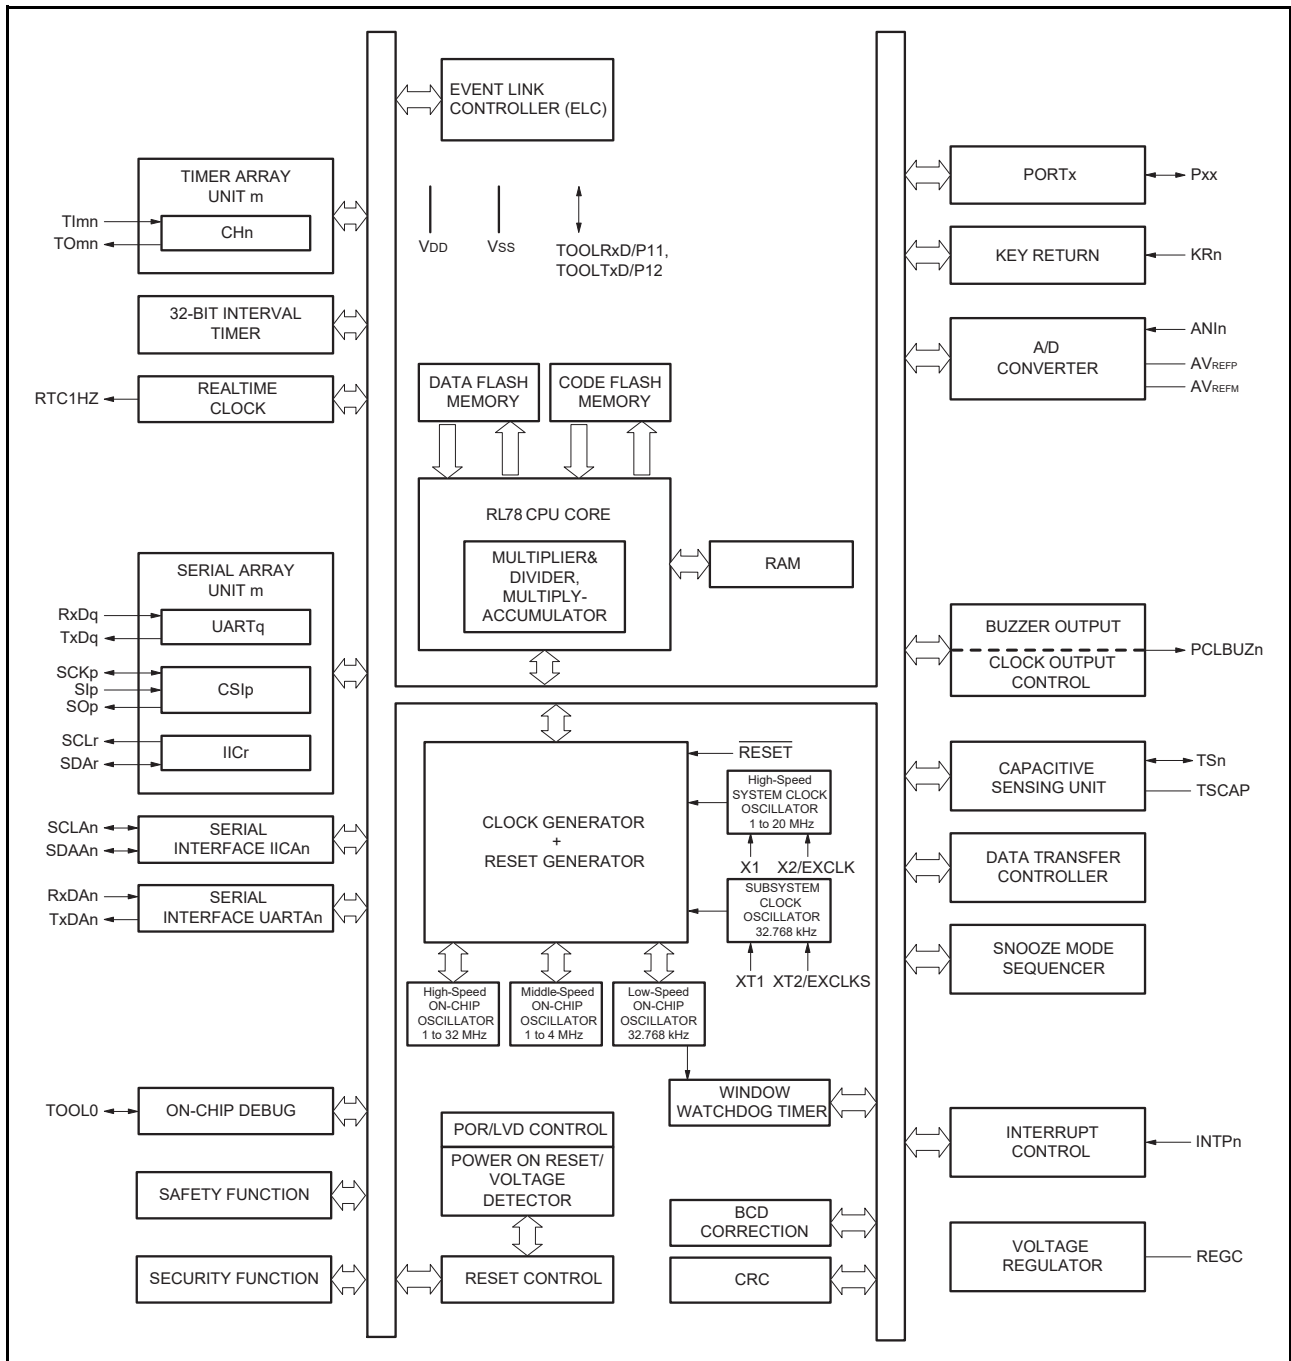 EVENT LINK
CONTROLLER (ELC)
TIMER ARRAY
UNIT m
TImn
TOmn
CHn
VDD
VSS
TOOLRxD/P11,
TOOLTxD/P12
32-BIT INTERVAL
TIMER
RTC1HZ
REALTIME
CLOCK
DATA FLASH
MEMORY
CODE FLASH
MEMORY
RL78 CPU CORE
MULTIPLIER&
DIVIDER,
MULTIPLY-
ACCUMULATOR
RAM
SERIAL ARRAY
UNIT m
RxDq
TxDq
UARTq
SCKp
SIp
SOp
CSIp
SCLr
SDAr
IICr
SCLAn
SDAAn
SERIAL
INTERFACE IICAn
RxDAn
TxDAn
SERIAL
INTERFACE UARTAn
CLOCK GENERATOR
+
RESET GENERATOR
RESET
High-Speed
SYSTEM CLOCK
OSCILLATOR
1 to 20 MHz
X1
X2/EXCLK
SUBSYSTEM
CLOCK
OSCILLATOR
32.768 kHz
XT1
XT2/EXCLKS
High-Speed
ON-CHIP
OSCILLATOR
1 to 32 MHz
Middle-Speed
ON-CHIP
OSCILLATOR
1 to 4 MHz
Low-Speed
ON-CHIP
OSCILLATOR
32.768 kHz
WINDOW
WATCHDOG TIMER
TOOL0
ON-CHIP DEBUG
SAFETY FUNCTION
SECURITY FUNCTION
POR/LVD CONTROL
POWER ON RESET/
VOLTAGE
DETECTOR
RESET CONTROL
BCD
CORRECTION
CRC
PORTx
Pxx
KEY RETURN
KRn
A/D
CONVERTER
ANIn
AVREFP
AVREFM
BUZZER OUTPUT
CLOCK OUTPUT
CONTROL
PCLBUZn
CAPACITIVE
SENSING UNIT
TSn
TSCAP
DATA TRANSFER
CONTROLLER
SNOOZE MODE
SEQUENCER
INTERRUPT
CONTROL
INTPn
VOLTAGE
REGULATOR
REGC